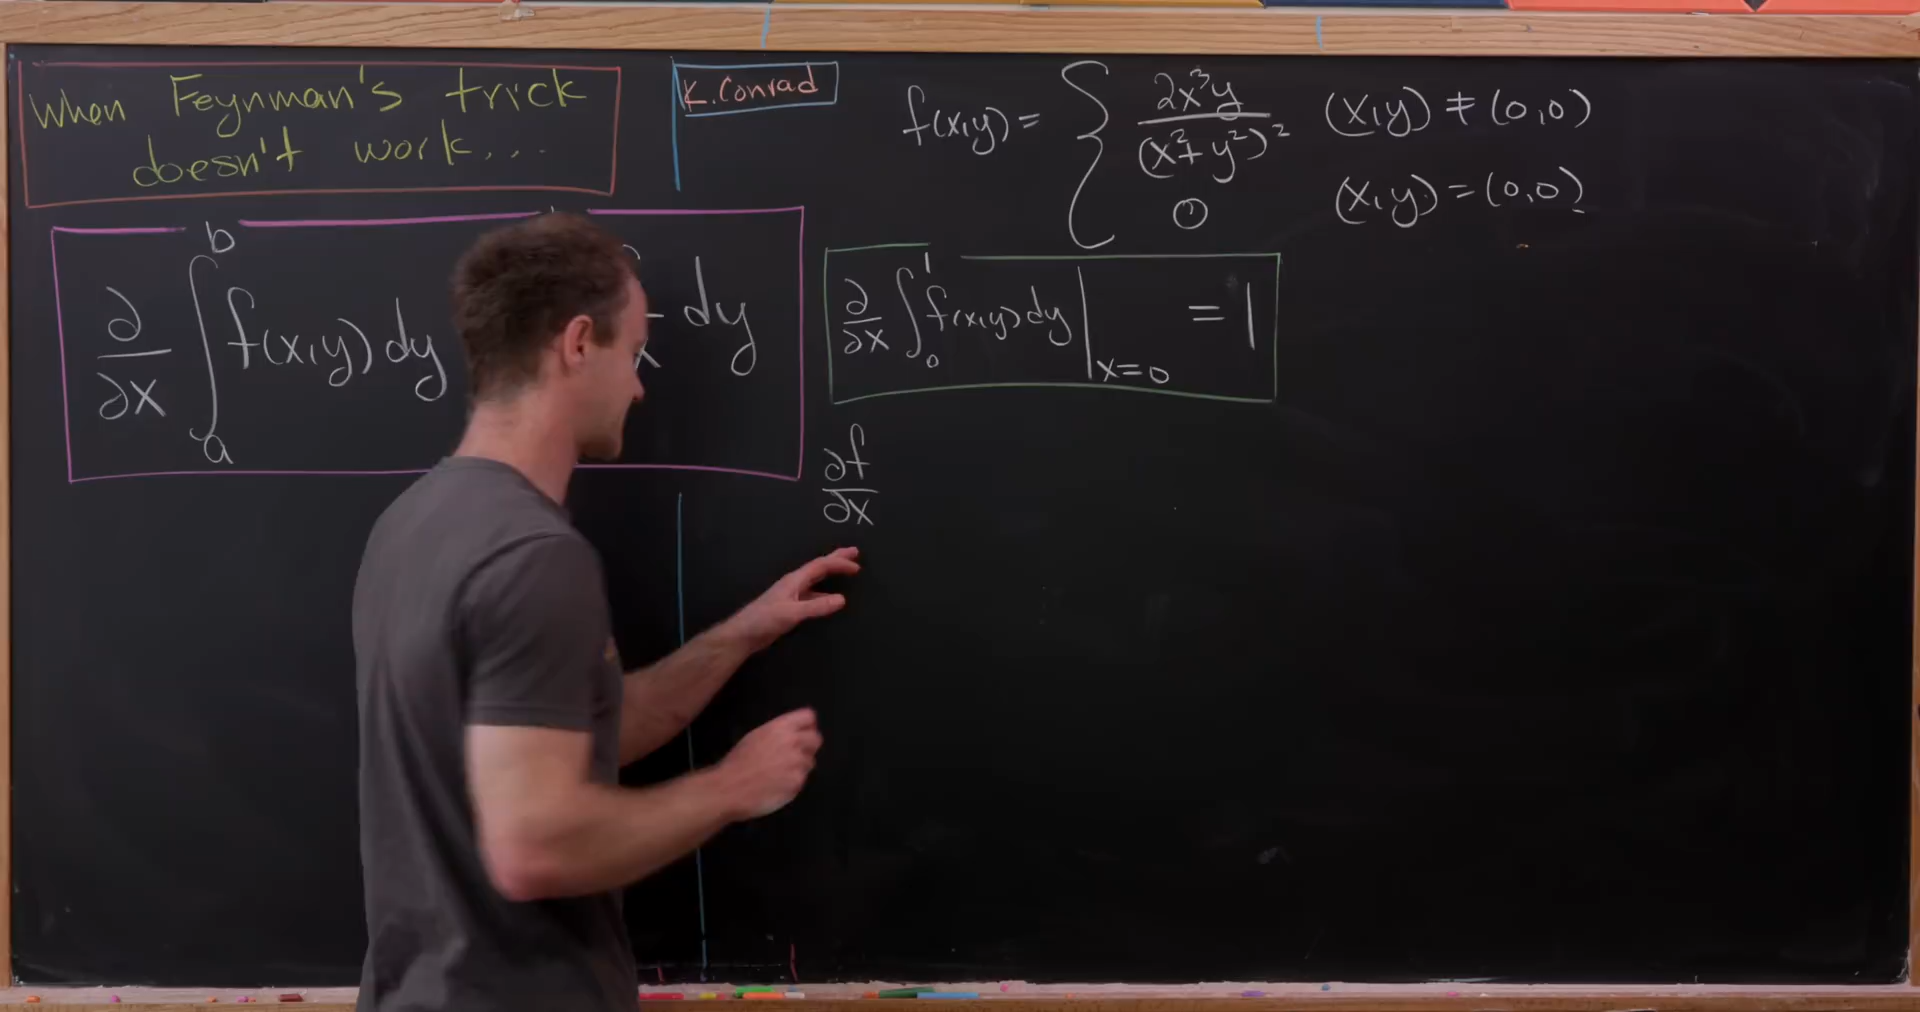 When Feynman's trick
doesn't work...
K. Conrad
f(x,y) = { 2x³y / (x²+y²)² (x,y) ≠ (0,0)
0 (x,y) = (0,0)
∂/∂x ∫_a^b f(x,y) dy dy
∂/∂x ∫_0^1 f(x,y) dy |_{x=0} = 1
∂f/∂x